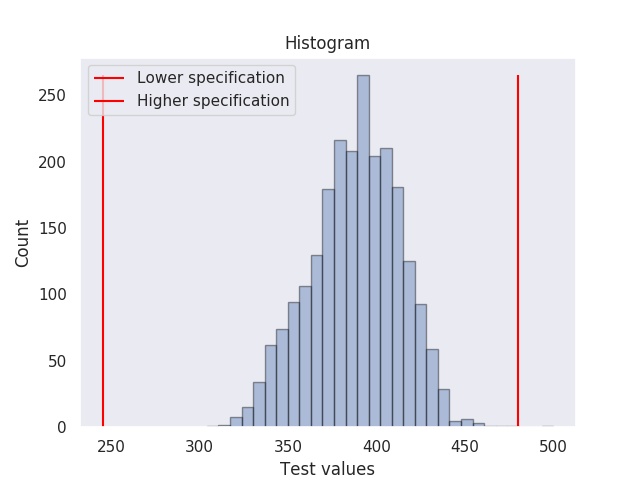 Histogram
Lower specification
Higher specification
Count
250
200
150
100
50
0
250 300 350 400 450 500
Test values